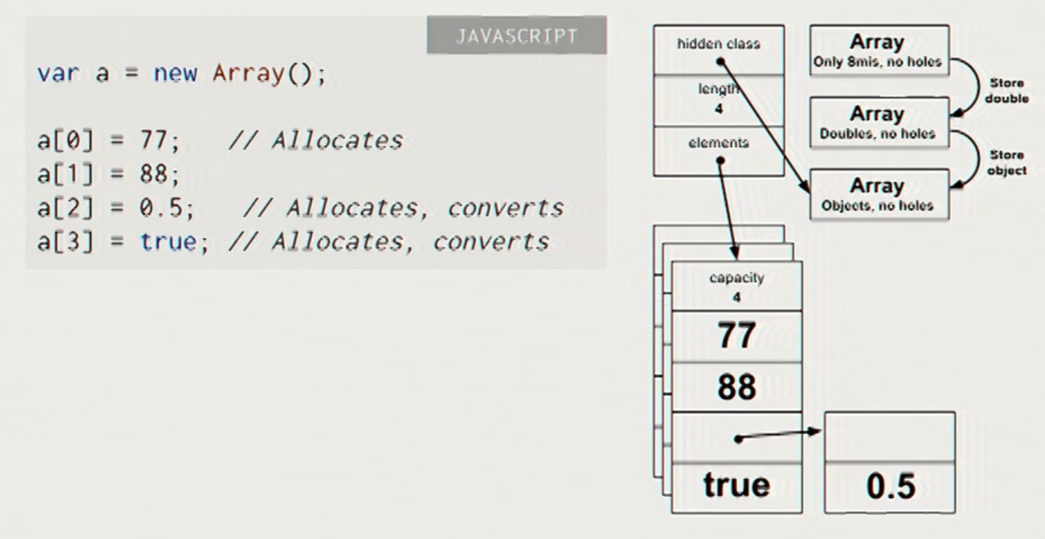 JAVASCRIPT
var a = new Array();
a[0] = 77; // Allocates
a[1] = 88;
a[2] = 0.5; // Allocates, converts
a[3] = true; // Allocates, converts
hidden class
length
4
elements
Array
Only 8mis, no holes
Store
double
Array
Doubles, no holes
Store
object
Array
Objects, no holes
capacity
4
77
88
true
0.5